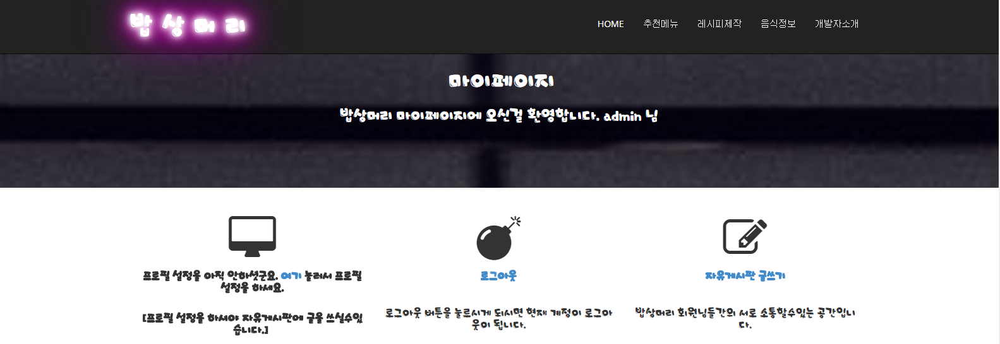 밥상머리
HOME 추천메뉴 레시피제작 음식정보 개발자소개
마이페이지
밥상머리 마이페이지에 오신걸 환영합니다. admin 님
프로필 설정을 아직 안하셧군요. 여기 눌러서 프로필
설정을 하세요.
[프로필 설정을 하셔야 자유게시판에 글을 쓰실수있
습니다.]
로그아웃
로그아웃 버튼을 눌르시게 되시면 현재 계정이 로그아
웃이 됩니다.
자유게시판 글쓰기
밥상머리 회원님들간의 서로 소통할수있는 공간입니
다.